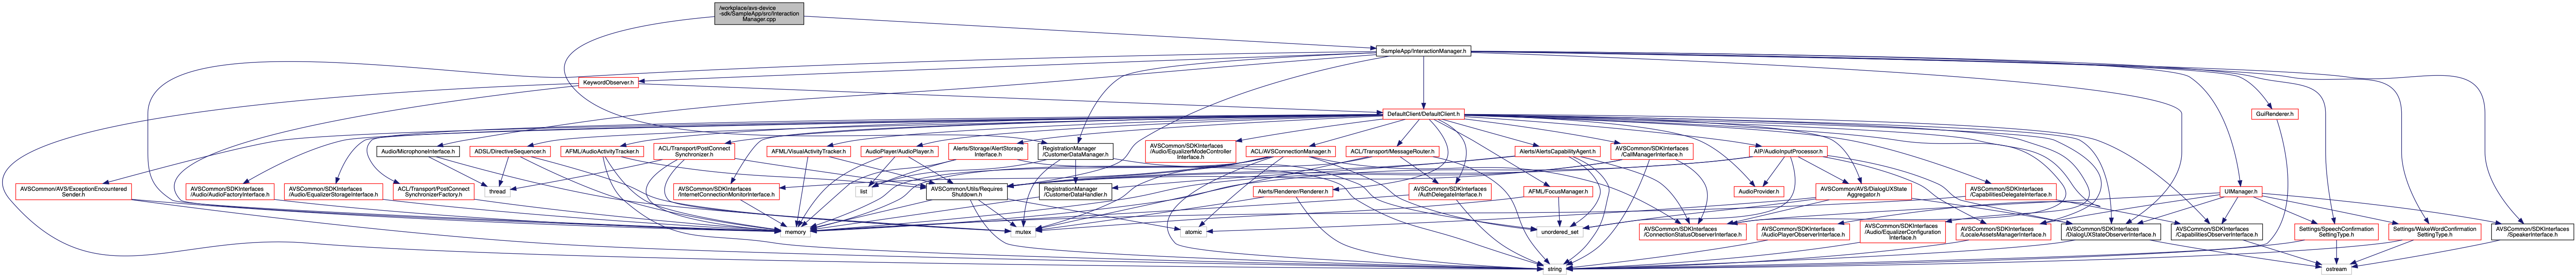 /workplace/avs-device
-sdk/SampleApp/src/Interaction
Manager.cpp
SampleApp/InteractionManager.h
KeywordObserver.h
DefaultClient/DefaultClient.h
GuiRenderer.h
Audio/MicrophoneInterface.h
ADSL/DirectiveSequencer.h
AFML/AudioActivityTracker.h
ACL/Transport/PostConnect
Synchronizer.h
AFML/VisualActivityTracker.h
AudioPlayer/AudioPlayer.h
Alerts/Storage/AlertStorage
Interface.h
RegistrationManager
/CustomerDataManager.h
AVSCommon/SDKInterfaces
/Audio/EqualizerModeController
Interface.h
ACL/AVSConnectionManager.h
ACL/Transport/MessageRouter.h
Alerts/AlertsCapabilityAgent.h
AVSCommon/SDKInterfaces
/CallManagerInterface.h
AIP/AudioInputProcessor.h
AVSCommon/AVS/ExceptionEncountered
Sender.h
AVSCommon/SDKInterfaces
/Audio/AudioFactoryInterface.h
AVSCommon/SDKInterfaces
/Audio/EqualizerStorageInterface.h
ACL/Transport/PostConnect
SynchronizerFactory.h
thread
AVSCommon/SDKInterfaces
/InternetConnectionMonitorInterface.h
list
AVSCommon/Utils/Requires
Shutdown.h
RegistrationManager
/CustomerDataHandler.h
Alerts/Renderer/Renderer.h
AVSCommon/SDKInterfaces
/AuthDelegateInterface.h
AFML/FocusManager.h
AudioProvider.h
AVSCommon/AVS/DialogUXState
Aggregator.h
AVSCommon/SDKInterfaces
/CapabilitiesDelegateInterface.h
UIManager.h
memory
mutex
atomic
unordered_set
AVSCommon/SDKInterfaces
/ConnectionStatusObserverInterface.h
AVSCommon/SDKInterfaces
/AudioPlayerObserverInterface.h
AVSCommon/SDKInterfaces
/Audio/EqualizerConfiguration
Interface.h
AVSCommon/SDKInterfaces
/LocaleAssetsManagerInterface.h
AVSCommon/SDKInterfaces
/DialogUXStateObserverInterface.h
AVSCommon/SDKInterfaces
/CapabilitiesObserverInterface.h
Settings/SpeechConfirmation
SettingType.h
Settings/WakeWordConfirmation
SettingType.h
AVSCommon/SDKInterfaces
/SpeakerInterface.h
string
ostream